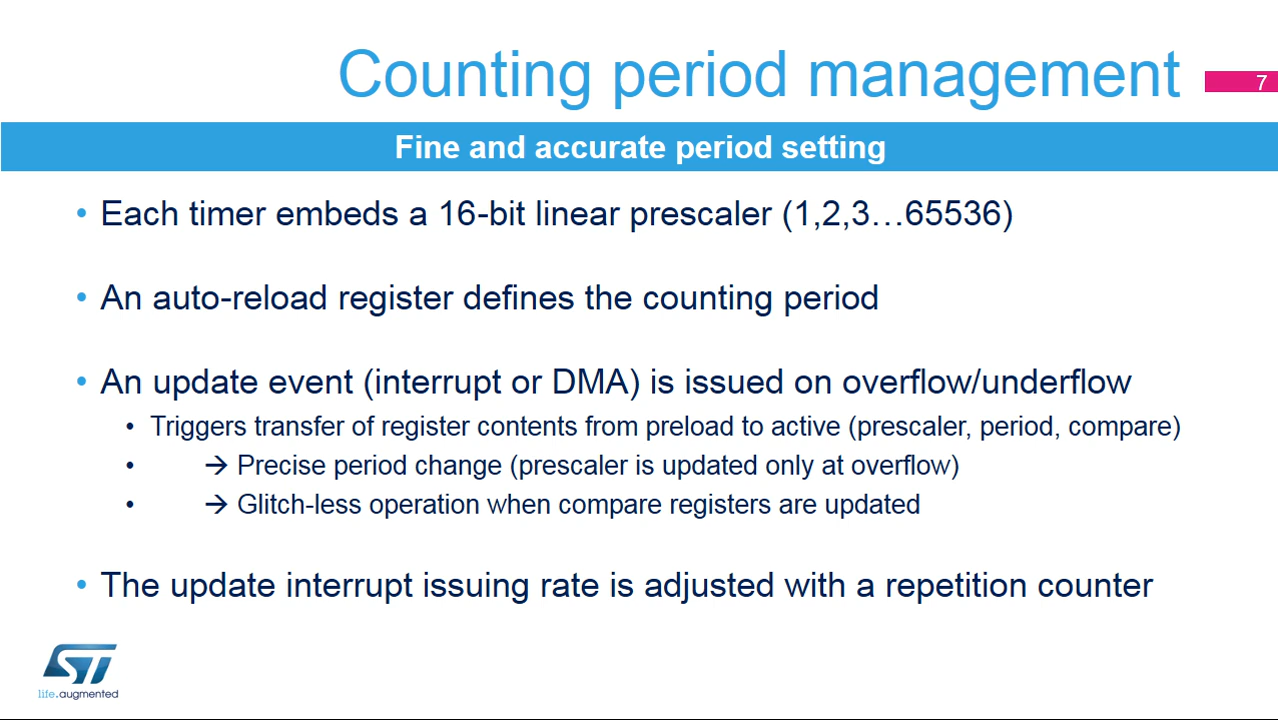 Counting period management
7
Fine and accurate period setting
• Each timer embeds a 16-bit linear prescaler (1,2,3…65536)
• An auto-reload register defines the counting period
• An update event (interrupt or DMA) is issued on overflow/underflow
• Triggers transfer of register contents from preload to active (prescaler, period, compare)
• → Precise period change (prescaler is updated only at overflow)
• → Glitch-less operation when compare registers are updated
• The update interrupt issuing rate is adjusted with a repetition counter
ST
life.augmented